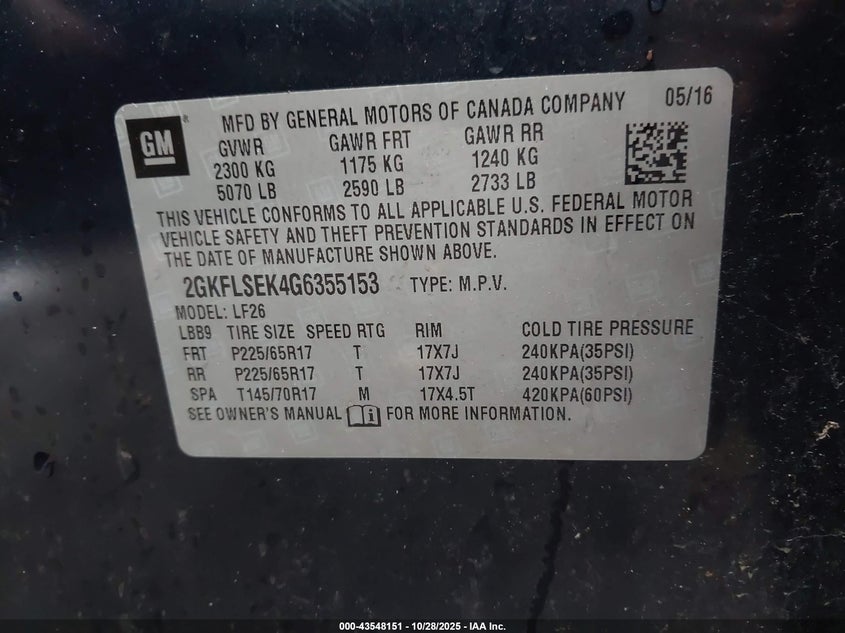 GM ®
MFD BY GENERAL MOTORS OF CANADA COMPANY 05/16
GVWR GAWR FRT GAWR RR
2300 KG 1175 KG 1240 KG
5070 LB 2590 LB 2733 LB
THIS VEHICLE CONFORMS TO ALL APPLICABLE U.S. FEDERAL MOTOR
VEHICLE SAFETY AND THEFT PREVENTION STANDARDS IN EFFECT ON
THE DATE OF MANUFACTURE SHOWN ABOVE.
2GKFLSEK4G6355153 TYPE: M.P.V.
MODEL: LF26
LBB9 TIRE SIZE SPEED RTG RIM COLD TIRE PRESSURE
FRT P225/65R17 T 17X7J 240KPA(35PSI)
RR P225/65R17 T 17X7J 240KPA(35PSI)
SPA T145/70R17 M 17X4.5T 420KPA(60PSI)
SEE OWNER'S MANUAL FOR MORE INFORMATION.
000-43548151 | 10/28/2025 - IAA Inc.